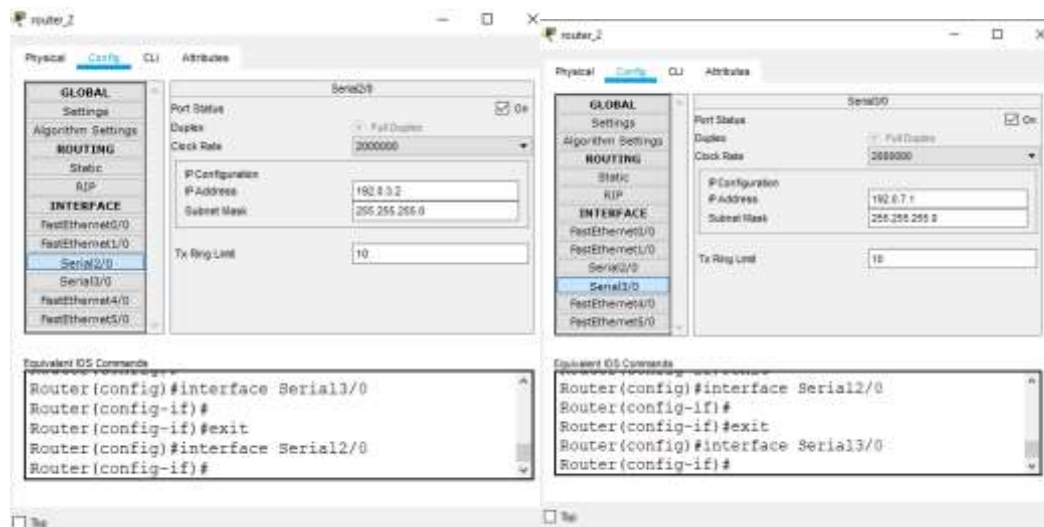 router_2
Physical Config CLI Attributes
GLOBAL
Settings
Algorithm Settings
ROUTING
Static
RIP
INTERFACE
FastEthernet0/0
FastEthernet1/0
Serial2/0
Serial3/0
FastEthernet4/0
FastEthernet5/0
Serial2/0
Port Status On
Duplex Full Duplex
Clock Rate 2000000
IP Configuration
IP Address 192.0.3.2
Subnet Mask 255.255.255.0
Tx Ring Limit 10
Equivalent IOS Commands
Router(config)#interface Serial3/0
Router(config-if)#
Router(config-if)#exit
Router(config)#interface Serial2/0
Router(config-if)#
Top
router_2
Physical Config CLI Attributes
GLOBAL
Settings
Algorithm Settings
ROUTING
Static
RIP
INTERFACE
FastEthernet0/0
FastEthernet1/0
Serial2/0
Serial3/0
FastEthernet4/0
FastEthernet5/0
Serial3/0
Port Status On
Duplex Full Duplex
Clock Rate 2000000
IP Configuration
IP Address 192.0.7.1
Subnet Mask 255.255.255.0
Tx Ring Limit 10
Equivalent IOS Commands
Router(config)#interface Serial2/0
Router(config-if)#
Router(config-if)#exit
Router(config)#interface Serial3/0
Router(config-if)#
Top